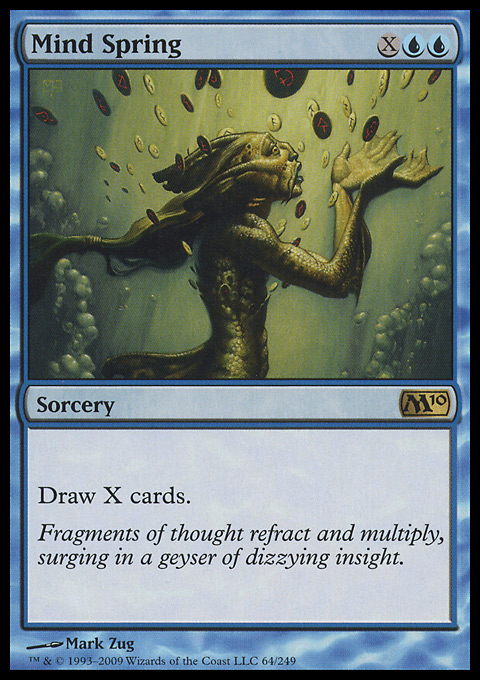 Mind Spring
X
Sorcery
M10
Draw X cards.
Fragments of thought refract and multiply,
surging in a geyser of dizzying insight.
Mark Zug
™ & © 1993–2009 Wizards of the Coast LLC 64/249